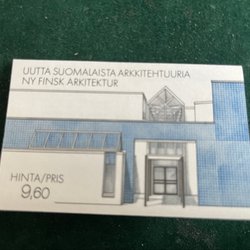 UUTTA SUOMALAISTA ARKKITEHTUURIA
NY FINSK ARKITEKTUR
HINTA/PRIS
9,60